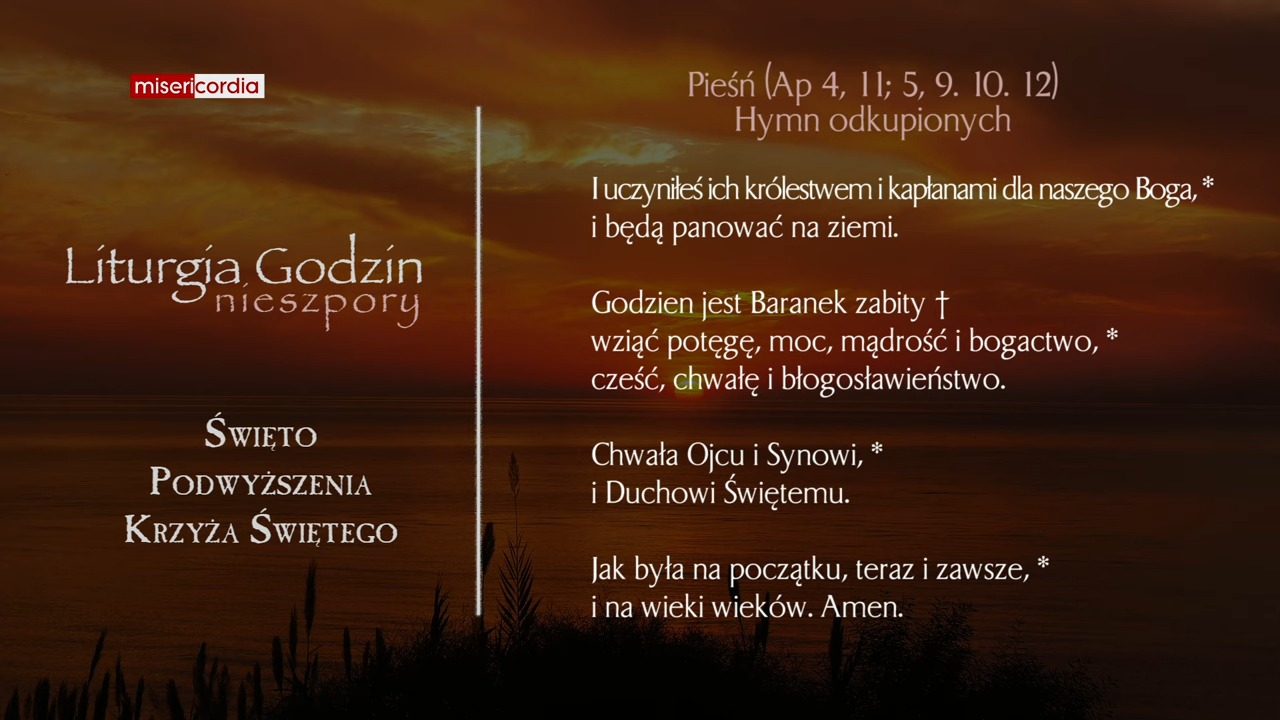 misericordia
Liturgia Godzin
nieszpory
Święto
Podwyższenia
Krzyża Świętego
Pieśń (Ap 4, 11; 5, 9. 10. 12)
Hymn odkupionych
I uczyniłeś ich królestwem i kapłanami dla naszego Boga, *
i będą panować na ziemi.
Godzien jest Baranek zabity †
wziąć potęgę, moc, mądrość i bogactwo, *
cześć, chwałę i błogosławieństwo.
Chwała Ojcu i Synowi, *
i Duchowi Świętemu.
Jak była na początku, teraz i zawsze, *
i na wieki wieków. Amen.